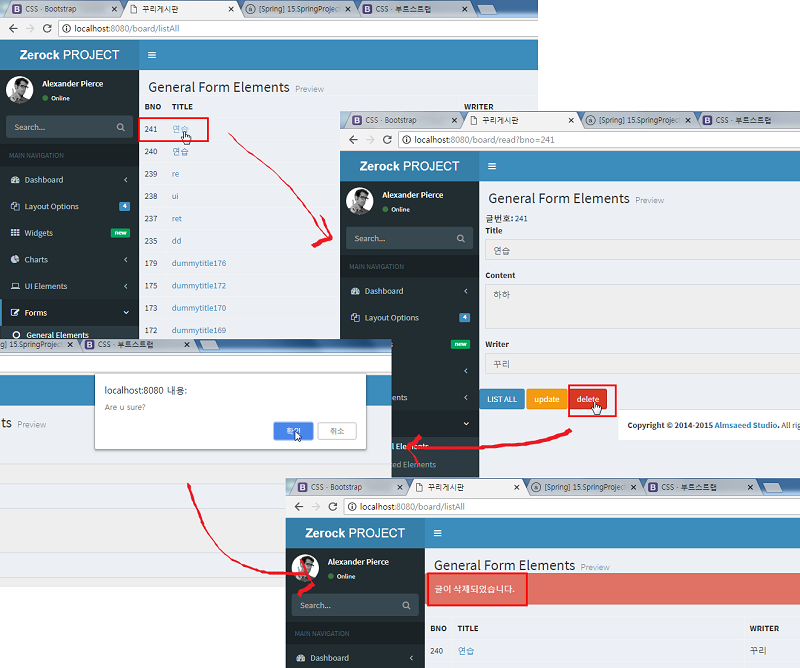 CSS · Bootstrap
꾸리게시판
[Spring] 15.SpringProjec
CSS · 부트스트랩
localhost:8080/board/listAll
Zerock PROJECT
Alexander Pierce
Online
Search...
MAIN NAVIGATION
Dashboard
Layout Options 4
Widgets new
Charts
UI Elements
Forms
General Elements
General Form Elements Preview
BNO TITLE WRITER
241 연습
240 연습
239 re
238 ui
237 ret
235 dd
179 dummytitle176
175 dummytitle172
173 dummytitle170
172 dummytitle169
CSS · Bootstrap
꾸리게시판
[Spring] 15.SpringProjec
CSS · 부트스트랩
localhost:8080/board/read?bno=241
Zerock PROJECT
Alexander Pierce
Online
Search...
MAIN NAVIGATION
Dashboard
Layout Options 4
new
General Form Elements Preview
글번호: 241
Title
연습
Content
하하
Writer
꾸리
LIST ALL update delete
Copyright © 2014-2015 Almsaeed Studio. All rig
ng] 15.SpringProjec
CSS · 부트스트랩
ts Preview
localhost:8080 내용:
Are u sure?
확인 취소
CSS · Bootstrap
꾸리게시판
[Spring] 15.SpringProjec
CSS · 부트스트랩
localhost:8080/board/listAll
Zerock PROJECT
Alexander Pierce
Online
Search...
MAIN NAVIGATION
Dashboard
General Form Elements Preview
글이 삭제되었습니다.
BNO TITLE WRITER
240 연습 꾸리